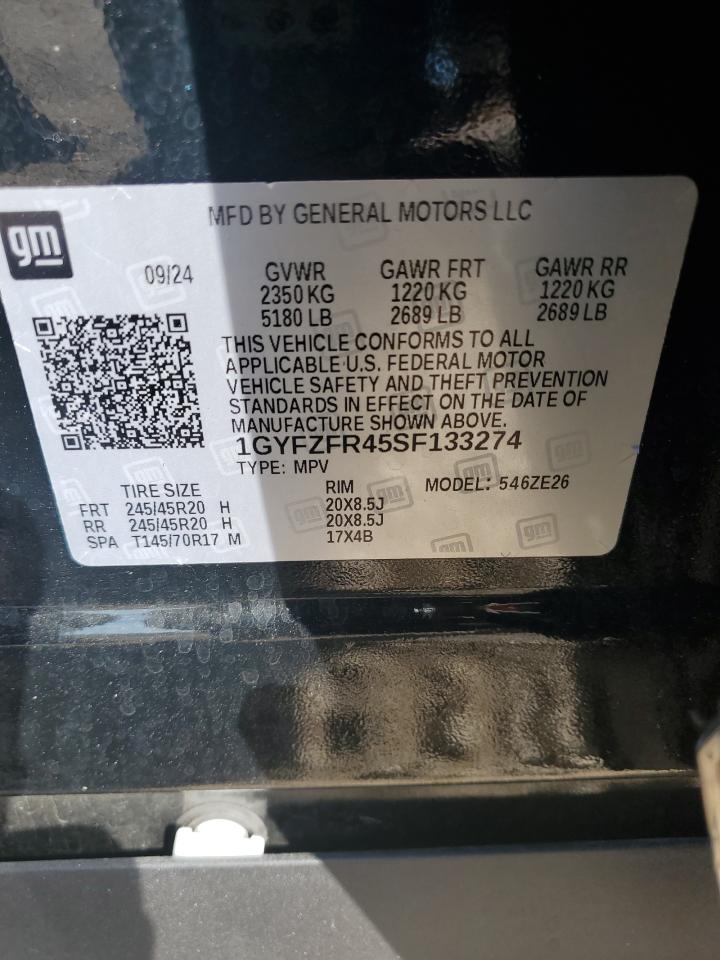 gm
MFD BY GENERAL MOTORS LLC
09/24
GVWR GAWR FRT GAWR RR
2350 KG 1220 KG 1220 KG
5180 LB 2689 LB 2689 LB
THIS VEHICLE CONFORMS TO ALL
APPLICABLE U.S. FEDERAL MOTOR
VEHICLE SAFETY AND THEFT PREVENTION
STANDARDS IN EFFECT ON THE DATE OF
MANUFACTURE SHOWN ABOVE.
1GYFZFR45SF133274
TYPE: MPV MODEL: 546ZE26
TIRE SIZE RIM
FRT 245/45R20 H 20X8.5J
RR 245/45R20 H 20X8.5J
SPA T145/70R17 M 17X4B